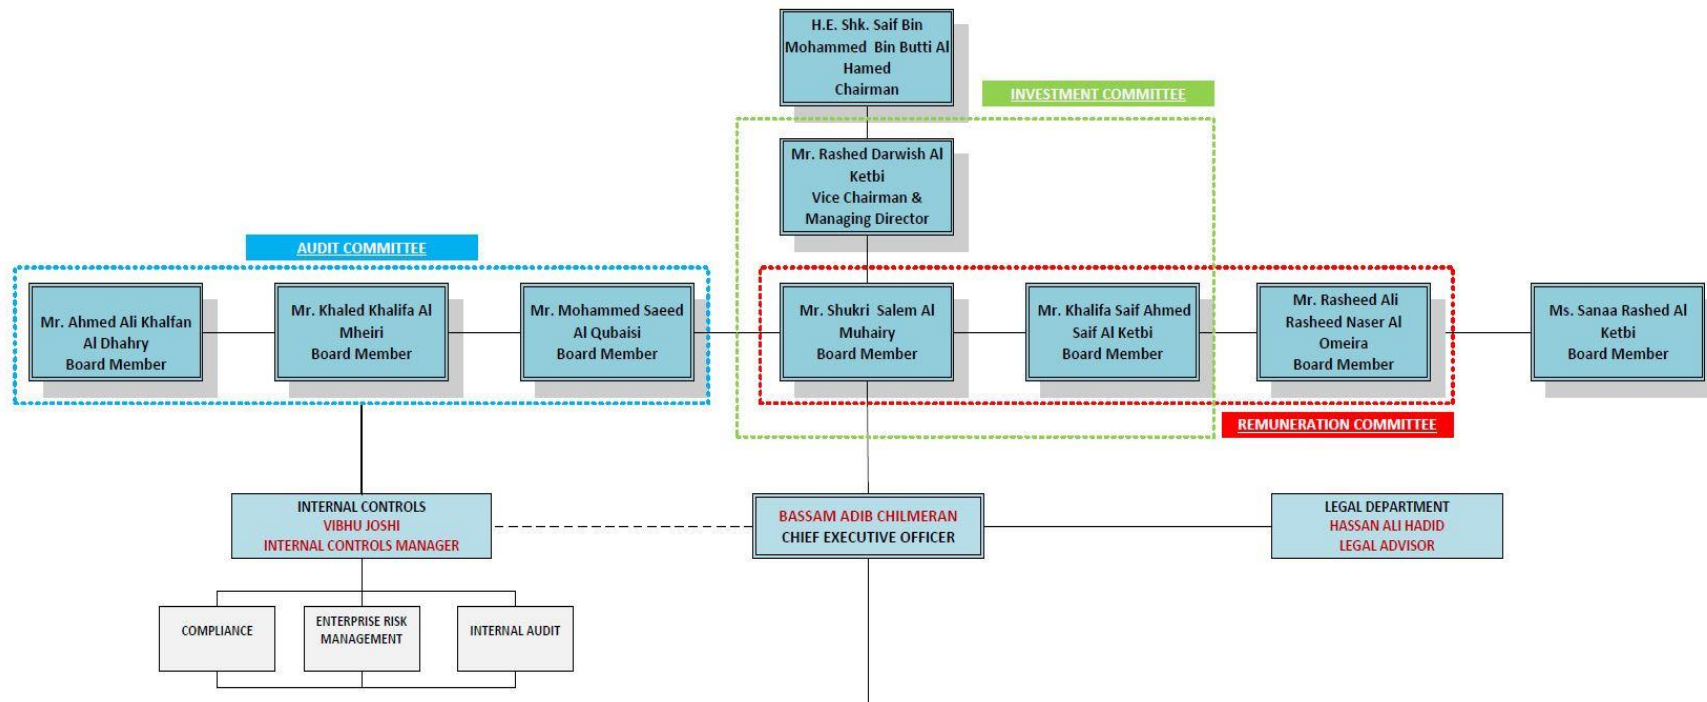 H.E. Shk. Saif Bin
Mohammed Bin Butti Al
Hamed
Chairman
INVESTMENT COMMITTEE
Mr. Rashed Darwish Al
Ketbi
Vice Chairman &
Managing Director
AUDIT COMMITTEE
Mr. Ahmed Ali Khalfan
Al Dhahry
Board Member
Mr. Khaled Khalifa Al
Mheiri
Board Member
Mr. Mohammed Saeed
Al Qubaisi
Board Member
Mr. Shukri Salem Al
Muhairy
Board Member
Mr. Khalifa Saif Ahmed
Saif Al Ketbi
Board Member
Mr. Rasheed Ali
Rasheed Naser Al
Omeira
Board Member
Ms. Sanaa Rashed Al
Ketbi
Board Member
REMUNERATION COMMITTEE
INTERNAL CONTROLS
VIBHU JOSHI
INTERNAL CONTROLS MANAGER
BASSAM ADIB CHILMERAN
CHIEF EXECUTIVE OFFICER
LEGAL DEPARTMENT
HASSAN ALI HADID
LEGAL ADVISOR
COMPLIANCE
ENTERPRISE RISK
MANAGEMENT
INTERNAL AUDIT